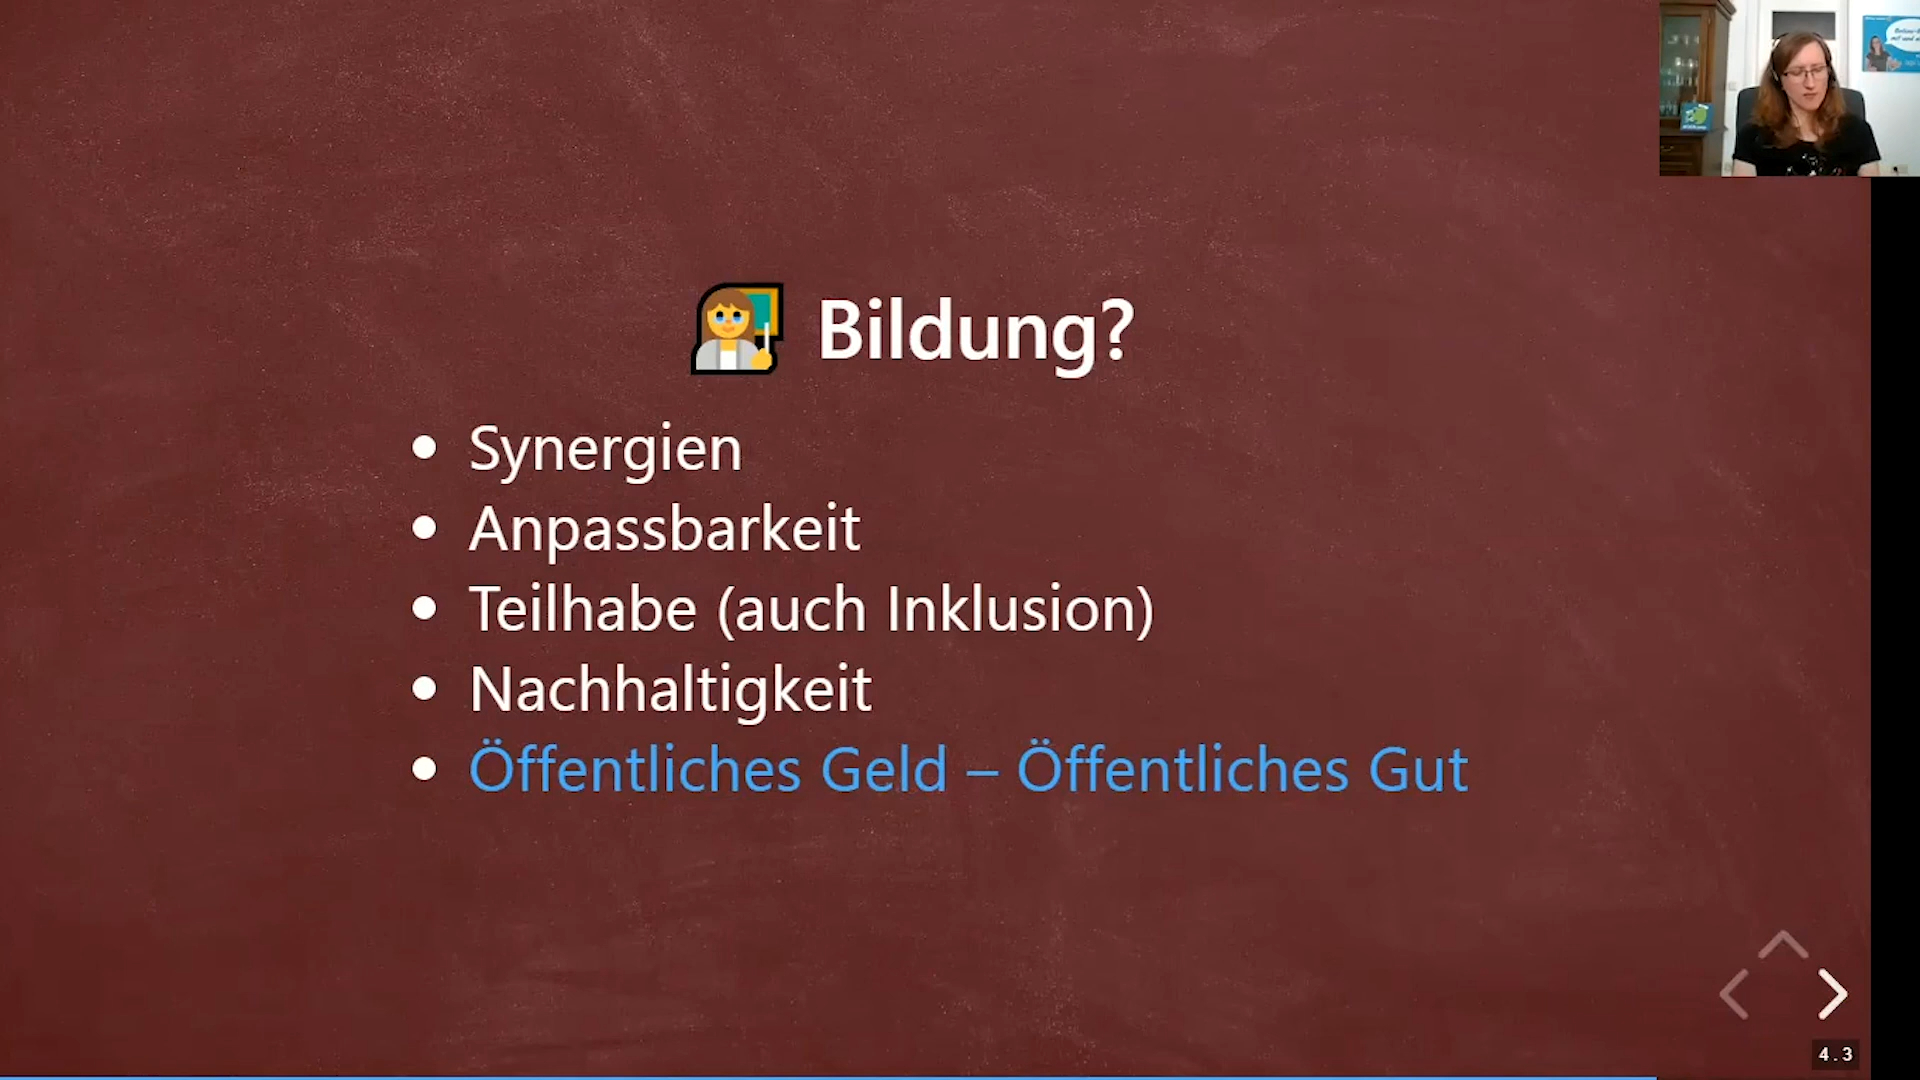 Bildung?
Synergien
Anpassbarkeit
Teilhabe (auch Inklusion)
Nachhaltigkeit
Öffentliches Geld – Öffentliches Gut
4.3